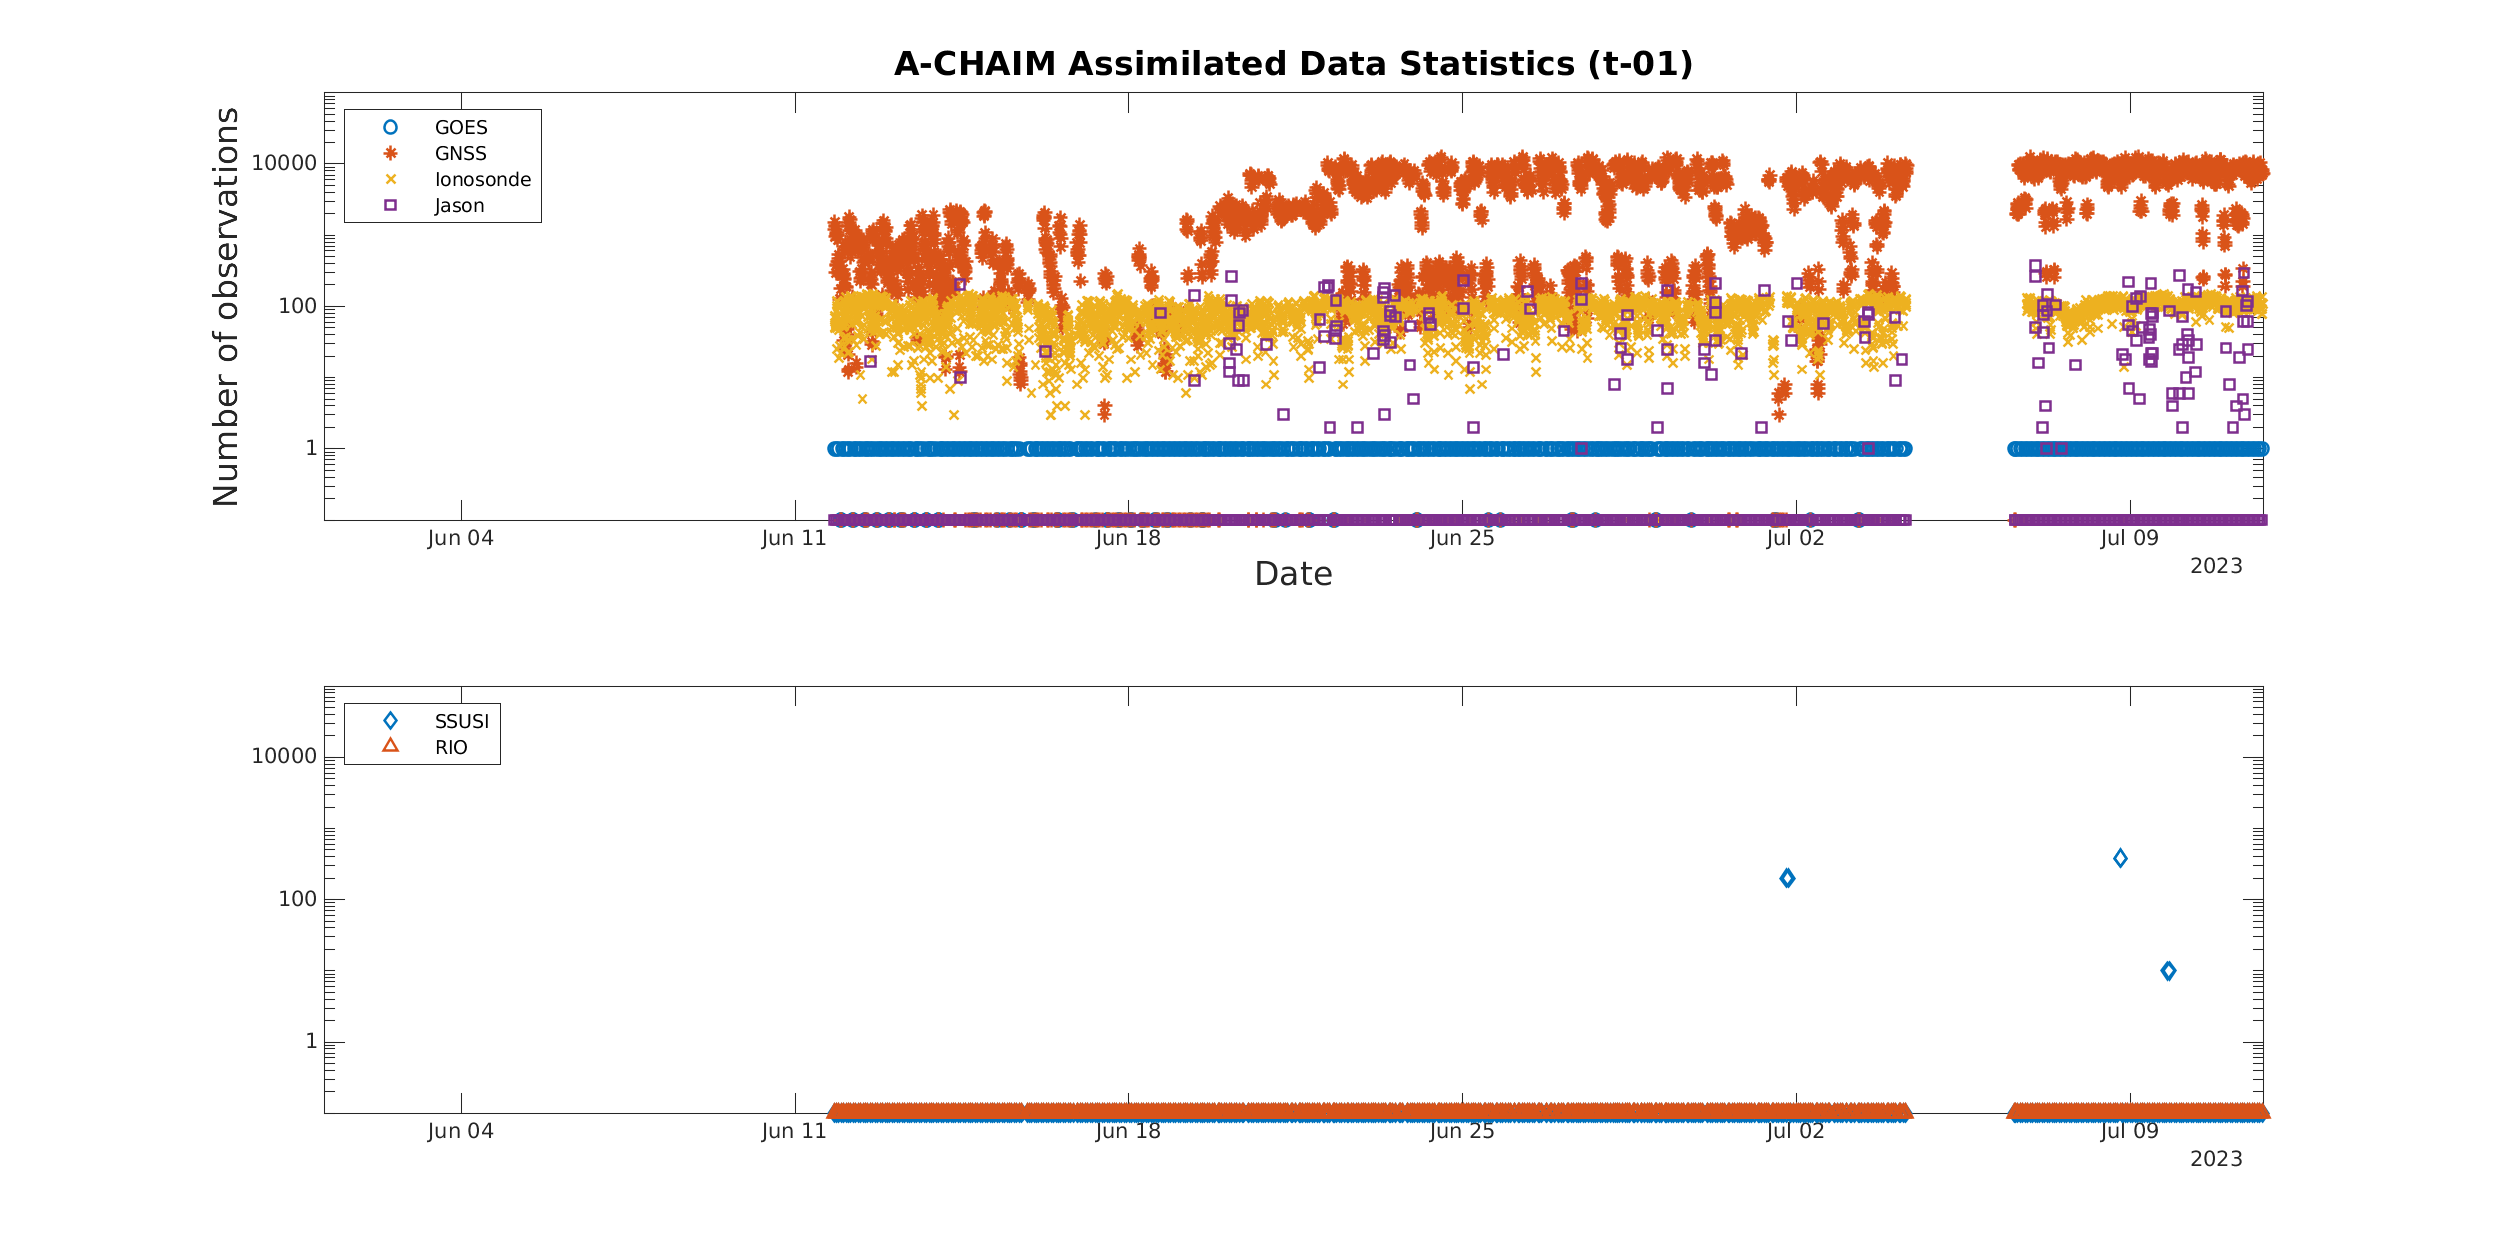 A-CHAIM Assimilated Data Statistics (t-01)
Number of observations
10000
100
1
GOES
GNSS
Ionosonde
Jason
Jun 04
Jun 11
Jun 18
Jun 25
Jul 02
Jul 09
2023
Date
10000
100
1
SSUSI
RIO
Jun 04
Jun 11
Jun 18
Jun 25
Jul 02
Jul 09
2023